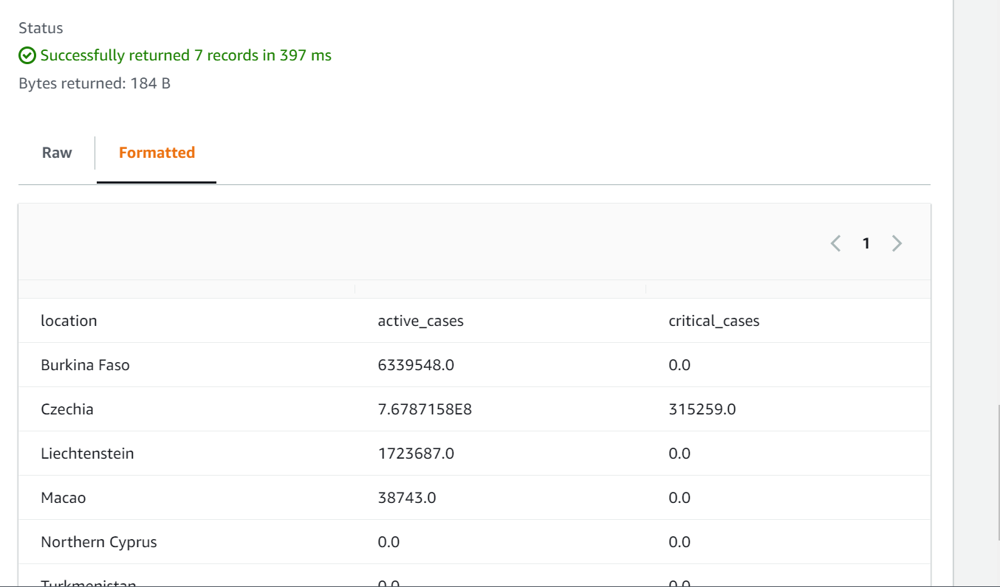 Status
Successfully returned 7 records in 397 ms
Bytes returned: 184 B
Raw Formatted
1
location active_cases critical_cases
Burkina Faso 6339548.0 0.0
Czechia 7.6787158E8 315259.0
Liechtenstein 1723687.0 0.0
Macao 38743.0 0.0
Northern Cyprus 0.0 0.0
Turkmenistan 0.0 0.0